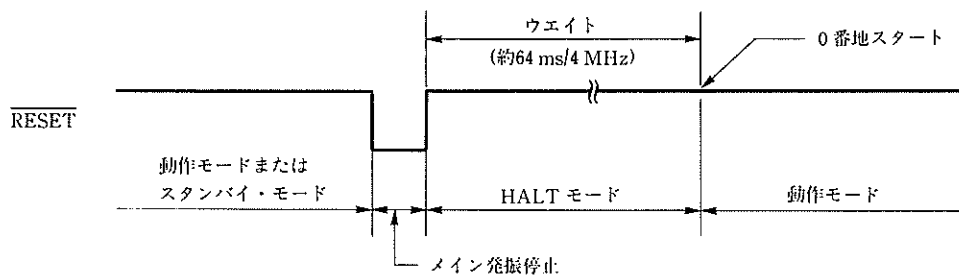 ウエイト
(約64 ms/4 MHz)
0番地スタート
RESET
動作モードまたは
スタンバイ・モード
HALT モード
動作モード
メイン発振停止